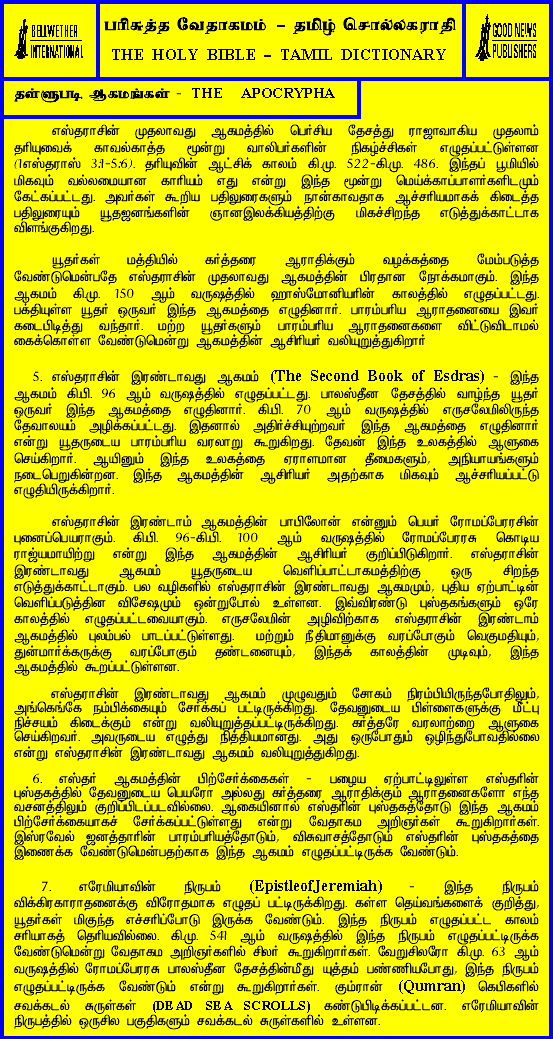 BELLWETHER
INTERNATIONAL
பரிசுத்த வேதாகமம் – தமிழ் சொல்லகராதி
THE HOLY BIBLE – TAMIL DICTIONARY
GOOD NEWS
PUBLISHERS
தள்ளுபடி ஆகமங்கள் - THE APOCRYPHA
எஸ்தராசின் முதலாவது ஆகமத்தில் பெர்சிய தேசத்து ராஜாவாகிய முதலாம்
தரியுவைக் காவல்காத்த மூன்று வாலிபர்களின் நிகழ்ச்சிகள் எழுதப்பட்டுள்ளன
(1எஸ்தராஸ் 3:1-5:6). தரியுவின் ஆட்சிக் காலம் கி.மு. 522-கி.மு. 486. இந்தப் பூமியில்
மிகவும் வல்லமையான காரியம் எது என்று இந்த மூன்று மெய்க்காப்பாளர்களிடமும்
கேட்கப்பட்டது. அவர்கள் கூறிய பதிலுரைகளும் நான்காவதாக ஆச்சரியமாகக் கிடைத்த
பதிலுரையும் யூதஜனங்களின் ஞானஇலக்கியத்திற்கு மிகச்சிறந்த எடுத்துக்காட்டாக
விளங்குகிறது.
யூதர்கள் மத்தியில் கர்த்தரை ஆராதிக்கும் வழக்கத்தை மேம்படுத்த
வேண்டுமென்பதே எஸ்தராசின் முதலாவது ஆகமத்தின் பிரதான நோக்கமாகும். இந்த
ஆகமம் கி.மு. 150 ஆம் வருஷத்தில் ஹாஸ்மோனியரின் காலத்தில் எழுதப்பட்டது.
பக்தியுள்ள யூதர் ஒருவர் இந்த ஆகமத்தை எழுதினார். பாரம்பரிய ஆராதனையை இவர்
கடைபிடித்து வந்தார். மற்ற யூதர்களும் பாரம்பரிய ஆராதனைகளை விட்டுவிடாமல்
கைக்கொள்ள வேண்டுமென்று ஆகமத்தின் ஆசிரியர் வலியுறுத்துகிறார்
5. எஸ்தராசின் இரண்டாவது ஆகமம் (The Second Book of Esdras) - இந்த
ஆகமம் கி.பி. 96 ஆம் வருஷத்தில் எழுதப்பட்டது. பாலஸ்தீன தேசத்தில் வாழ்ந்த யூதர்
ஒருவர் இந்த ஆகமத்தை எழுதினார். கி.பி. 70 ஆம் வருஷத்தில் எருசலேமிலிருந்த
தேவாலயம் அழிக்கப்பட்டது. இதனால் அதிர்ச்சியுற்றவர் இந்த ஆகமத்தை எழுதினார்
என்று யூதருடைய பாரம்பரிய வரலாறு கூறுகிறது. தேவன் இந்த உலகத்தில் ஆளுகை
செய்கிறார். ஆயினும் இந்த உலகத்தை ஏராளமான தீமைகளும், அநியாயங்களும்
நடைபெறுகின்றன. இந்த ஆகமத்தின் ஆசிரியர் அதற்காக மிகவும் ஆச்சரியப்பட்டு
எழுதியிருக்கிறார்.
எஸ்தராசின் இரண்டாம் ஆகமத்தின் பாபிலோன் என்னும் பெயர் ரோமப்பேரரசின்
புனைப்பெயராகும். கி.பி. 96-கி.பி. 100 ஆம் வருஷத்தில் ரோமப்பேரரசு கொடிய
ராஜ்யமாயிற்று என்று இந்த ஆகமத்தின் ஆசிரியர் குறிப்பிடுகிறார். எஸ்தராசின்
இரண்டாவது ஆகமம் யூதருடைய வெளிப்பாட்டாகமத்திற்கு ஒரு சிறந்த
எடுத்துக்காட்டாகும். பல வழிகளில் எஸ்தராசின் இரண்டாவது ஆகமமும், புதிய ஏற்பாட்டின்
வெளிப்படுத்தின விசேஷமும் ஒன்றுபோல் உள்ளன. இவ்விரண்டு புஸ்தகங்களும் ஒரே
காலத்தில் எழுதப்பட்டவையாகும். எருசலேமின் அழிவிற்காக எஸ்தராசின் இரண்டாம்
ஆகமத்தில் புலம்பல் பாடப்பட்டுள்ளது. மற்றும் நீதிமானுக்கு வரப்போகும் வெகுமதியும்,
துன்மார்க்கருக்கு வரப்போகும் தண்டனையும், இந்தக் காலத்தின் முடிவும், இந்த
ஆகமத்தில் கூறப்பட்டுள்ளன.
எஸ்தராசின் இரண்டாவது ஆகமம் முழுவதும் சோகம் நிரம்பியிருந்தபோதிலும்,
அங்கெங்கே நம்பிக்கையும் சேர்க்கப் பட்டிருக்கிறது. தேவனுடைய பிள்ளைகளுக்கு மீட்பு
நிச்சயம் கிடைக்கும் என்று வலியுறுத்தப்பட்டிருக்கிறது. கர்த்தரே வரலாற்றை ஆளுகை
செய்கிறவர். அவருடைய எழுத்து நித்தியமானது. அது ஒருபோதும் ஒழிந்துபோவதில்லை
என்று எஸ்தராசின் இரண்டாவது ஆகமம் வலியுறுத்துகிறது.
6. எஸ்தர் ஆகமத்தின் பிற்சேர்க்கைகள் - பழைய ஏற்பாட்டிலுள்ள எஸ்தரின்
புஸ்தகத்தில் தேவனுடைய பெயரோ அல்லது கர்த்தரை ஆராதிக்கும் ஆராதனைகளோ எந்த
வசனத்திலும் குறிப்பிடப்படவில்லை. ஆகையினால் எஸ்தரின் புஸ்தகத்தோடு இந்த ஆகமம்
பிற்சேர்க்கையாகச் சேர்க்கப்பட்டுள்ளது என்று வேதாகம அறிஞர்கள் கூறுகிறார்கள்.
இஸ்ரவேல் ஜனத்தாரின் பாரம்பரியத்தோடும், விசுவாசத்தோடும் எஸ்தரின் புஸ்தகத்தை
இணைக்க வேண்டுமென்பதற்காக இந்த ஆகமம் எழுதப்பட்டிருக்க வேண்டும்.
7. எரேமியாவின் நிருபம் (EpistleofJeremiah) - இந்த நிருபம்
விக்கிரகாராதனைக்கு விரோதமாக எழுதப் பட்டிருக்கிறது. கள்ள தெய்வங்களைக் குறித்து,
யூதர்கள் மிகுந்த எச்சரிப்போடு இருக்க வேண்டும். இந்த நிருபம் எழுதப்பட்ட காலம்
சரியாகத் தெரியவில்லை. கி.மு. 541 ஆம் வருஷத்தில் இந்த நிருபம் எழுதப்பட்டிருக்க
வேண்டுமென்று வேதாகம அறிஞர்களில் சிலர் கூறுகிறார்கள். வேறுசிலரோ கி.மு. 63 ஆம்
வருஷத்தில் ரோமப்பேரரசு பாலஸ்தீன தேசத்தின்மீது யுத்தம் பண்ணியபோது, இந்த நிருபம்
எழுதப்பட்டிருக்க வேண்டும் என்று கூறுகிறார்கள். கும்ரான் (Qumran) கெபிகளில்
சவக்கடல் சுருள்கள் (DEAD SEA SCROLLS) கண்டுபிடிக்கப்பட்டன. எரேமியாவின்
நிருபத்தில் ஒருசில பகுதிகளும் சவக்கடல் சுருள்களில் உள்ளன.